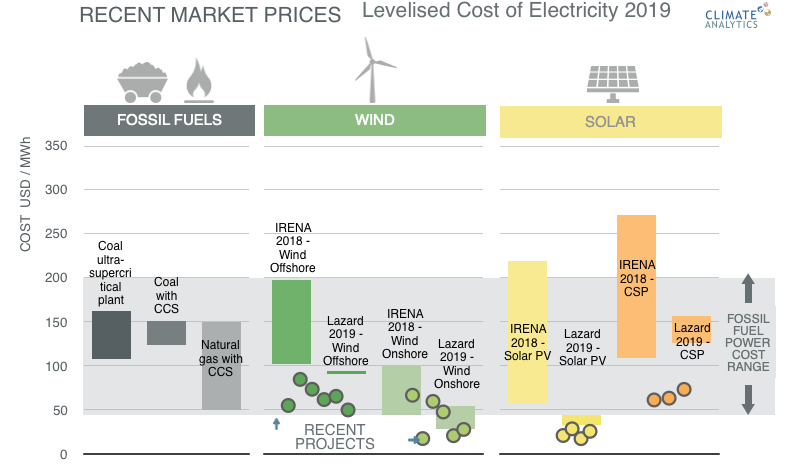 RECENT MARKET PRICES
Levelised Cost of Electricity 2019
CLIMATE
ANALYTICS
FOSSIL FUELS
WIND
SOLAR
COST USD / MWh
350
300
250
200
150
100
50
0
Coal
ultra-
supercri
tical
plant
Coal
with
CCS
Natural
gas with
CCS
IRENA
2018 -
Wind
Offshore
Lazard
2019 -
Wind
Offshore
IRENA
2018 -
Wind
Onshore
Lazard
2019 -
Wind
Onshore
RECENT
PROJECTS
IRENA
2018 -
Solar PV
Lazard
2019 -
Solar PV
IRENA
2018 -
CSP
Lazard
2019 -
CSP
FOSSIL
FUEL
POWER
COST
RANGE